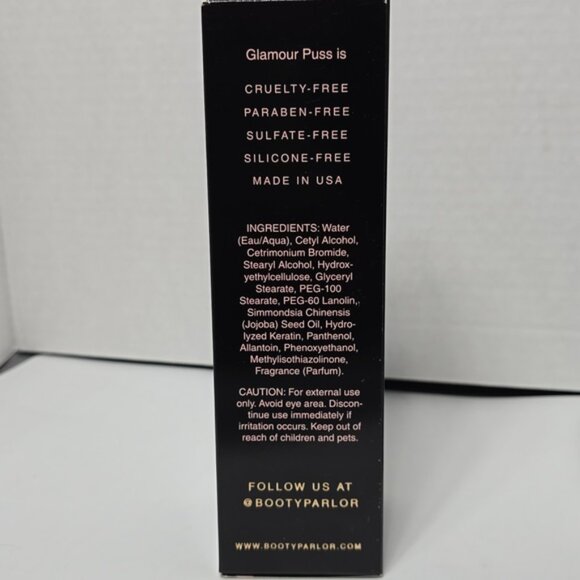 Glamour Puss is
CRUELTY-FREE
PARABEN-FREE
SULFATE-FREE
SILICONE-FREE
MADE IN USA
INGREDIENTS: Water
(Eau/Aqua), Cetyl Alcohol,
Cetrimonium Bromide,
Stearyl Alcohol, Hydrox-
yethylcellulose, Glyceryl
Stearate, PEG-100
Stearate, PEG-60 Lanolin,.
Simmondsia Chinensis
(Jojoba) Seed Oil, Hydro-
lyzed Keratin, Panthenol,
Allantoin, Phenoxyethanol,
Methylisothiazolinone,
Fragrance (Parfum).
CAUTION: For external use
only. Avoid eye area. Discon-
tinue use immediately if
irritation occurs. Keep out of
reach of children and pets.
FOLLOW US AT
@BOOTYPARLOR
WWW.BOOTYPARLOR.COM